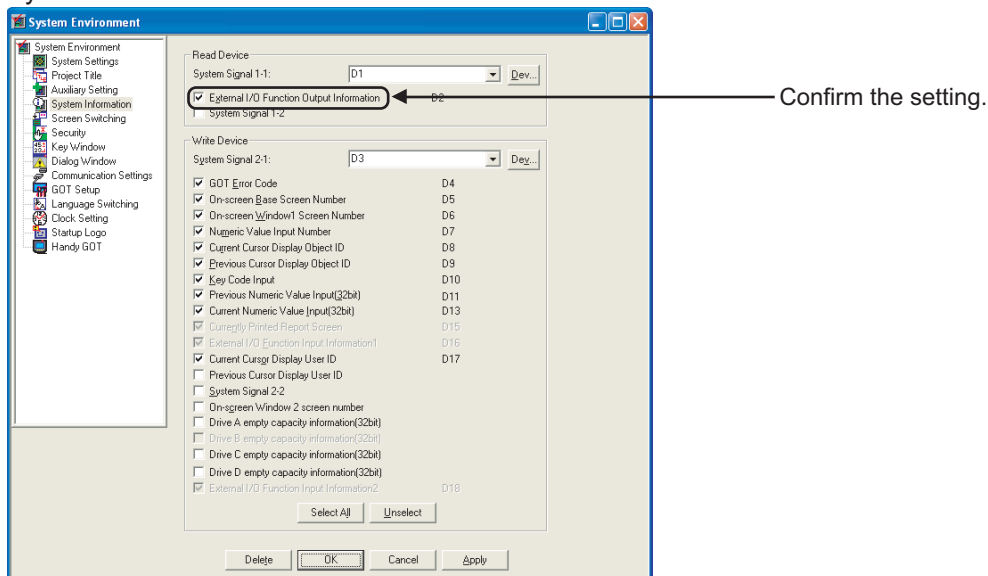 System Environment
System Environment
System Settings
Project Title
Auxiliary Setting
System Information
Screen Switching
Security
Key Window
Dialog Window
Communication Settings
GOT Setup
Language Switching
Clock Setting
Startup Logo
Handy GOT
Read Device
System Signal 1-1: D1 Dev...
External I/O Function Output Information D2
System Signal 1-2
Confirm the setting.
Write Device
System Signal 2-1: D3 Dev...
GOT Error Code D4
On-screen Base Screen Number D5
On-screen Window1 Screen Number D6
Numeric Value Input Number D7
Current Cursor Display Object ID D8
Previous Cursor Display Object ID D9
Key Code Input D10
Previous Numeric Value Input(32bit) D11
Current Numeric Value Input(32bit) D13
Currently Printed Report Screen D15
External I/O Function Input Information1 D16
Current Cursor Display User ID D17
Previous Cursor Display User ID
System Signal 2-2
On-screen Window 2 screen number
Drive A empty capacity information(32bit)
Drive B empty capacity information(32bit)
Drive C empty capacity information(32bit)
Drive D empty capacity information(32bit)
External I/O Function Input Information2 D18
Select All Unselect
Delete OK Cancel Apply